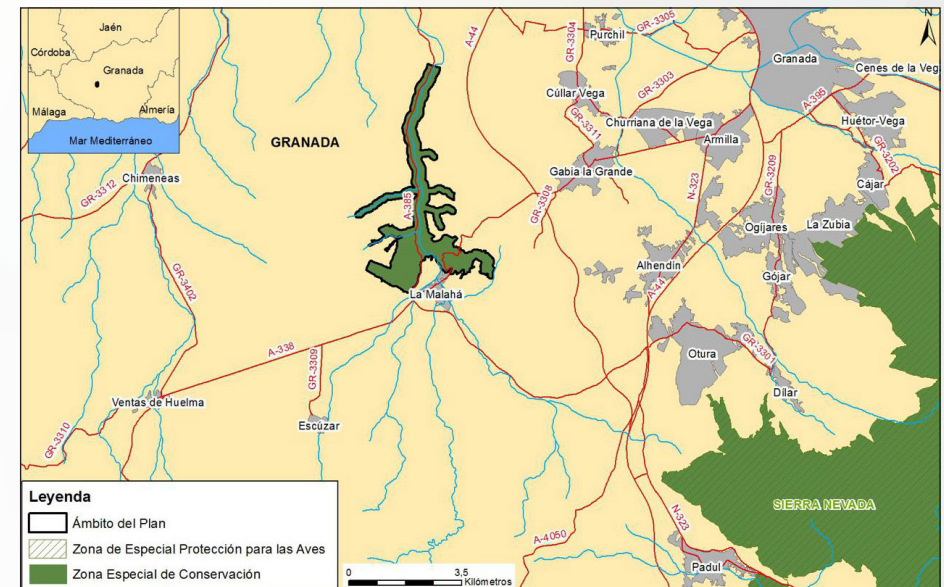 Jaén
Córdoba
Granada
Málaga
Almería
Mar Mediterráneo
N
GR-3305
A-44
GR-3304
Purchil
Granada
Cenes de la Vega
GR-3303
Cúllar Vega
A-395
GR-3311
Churriana de la Vega
Huétor-Vega
Armilla
GRANADA
GR-3202
Chimeneas
Gabia la Grande
GR-3209
Cájar
GR-3312
N-323
A-385
GR-3308
Ogíjares
La Zubia
Alhendín
Gójar
GR-3402
A-44
La Malahá
A-338
GR-3309
Otura
GR-3301
Dílar
Ventas de Huelma
Escúzar
GR-3310
SIERRA NEVADA
N-323
A-4050
Padul
Leyenda
Ámbito del Plan
Zona de Especial Protección para las Aves
Zona Especial de Conservación
0 3,5
Kilómetros